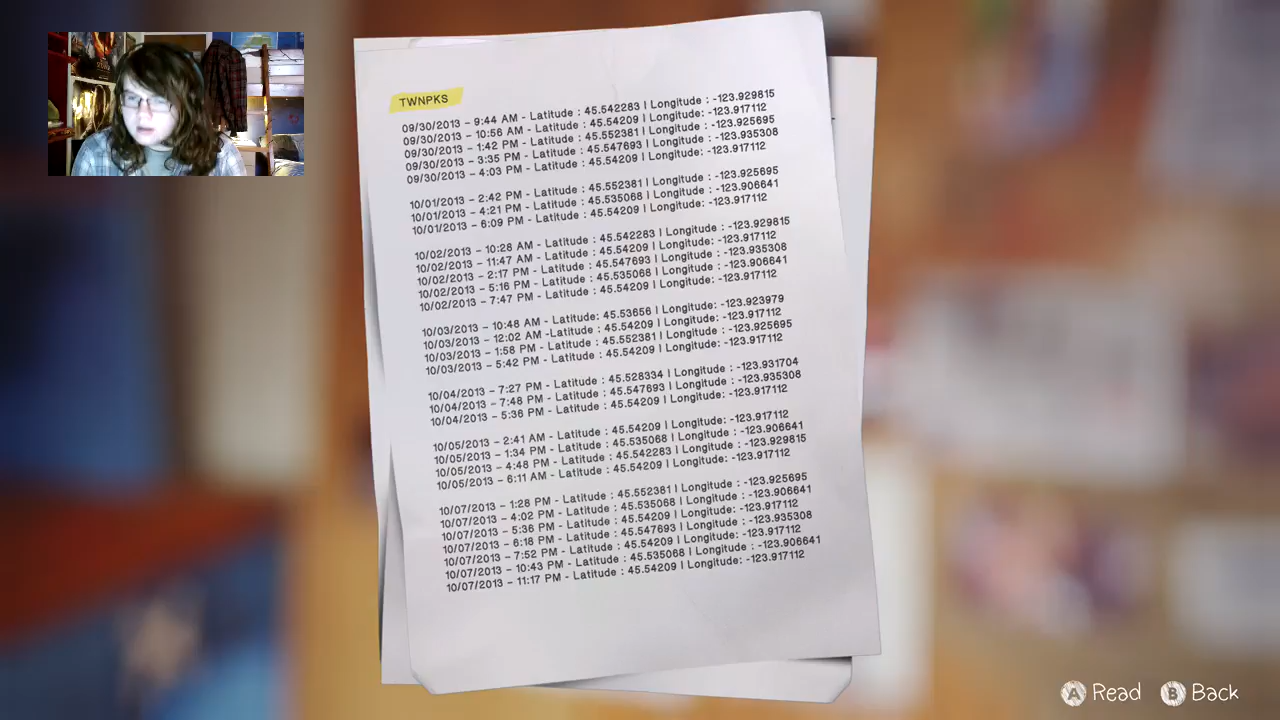 TWNPKS
09/30/2013 - 9:44 AM - Latitude : 45.542283 | Longitude : -123.929815
09/30/2013 - 10:56 AM - Latitude : 45.54209 | Longitude: -123.917112
09/30/2013 - 1:42 PM - Latitude : 45.552381 | Longitude : -123.925695
09/30/2013 - 3:35 PM - Latitude : 45.547693 | Longitude : -123.935308
09/30/2013 - 4:03 PM - Latitude : 45.54209 | Longitude: -123.917112
10/01/2013 - 2:42 PM - Latitude : 45.552381 | Longitude : -123.925695
10/01/2013 - 4:21 PM - Latitude : 45.535068 | Longitude : -123.906641
10/01/2013 - 6:09 PM - Latitude : 45.54209 | Longitude: -123.917112
10/02/2013 - 10:28 AM - Latitude : 45.542283 | Longitude : -123.929815
10/02/2013 - 11:47 AM - Latitude : 45.54209 | Longitude: -123.917112
10/02/2013 - 2:17 PM - Latitude : 45.547693 | Longitude : -123.935308
10/02/2013 - 5:16 PM - Latitude : 45.535068 | Longitude : -123.906641
10/02/2013 - 7:47 PM - Latitude : 45.54209 | Longitude: -123.917112
10/03/2013 - 10:48 AM - Latitude: 45.53656 | Longitude: -123.923979
10/03/2013 - 12:02 AM -Latitude : 45.54209 | Longitude: -123.917112
10/03/2013 - 1:58 PM - Latitude : 45.552381 | Longitude : -123.925695
10/03/2013 - 5:42 PM - Latitude : 45.54209 | Longitude: -123.917112
10/04/2013 - 7:27 PM - Latitude : 45.528334 | Longitude : -123.931704
10/04/2013 - 7:48 PM - Latitude : 45.547693 | Longitude : -123.935308
10/04/2013 - 5:36 PM - Latitude : 45.54209 | Longitude: -123.917112
10/05/2013 - 2:41 AM - Latitude : 45.54209 | Longitude: -123.917112
10/05/2013 - 1:34 PM - Latitude : 45.535068 | Longitude : -123.906641
10/05/2013 - 4:48 PM - Latitude : 45.542283 | Longitude : -123.929815
10/05/2013 - 6:11 AM - Latitude : 45.54209 | Longitude: -123.917112
10/07/2013 - 1:28 PM - Latitude : 45.552381 | Longitude : -123.925695
10/07/2013 - 4:02 PM - Latitude : 45.535068 | Longitude : -123.906641
10/07/2013 - 5:36 PM - Latitude : 45.54209 | Longitude: -123.917112
10/07/2013 - 6:18 PM - Latitude : 45.547693 | Longitude : -123.935308
10/07/2013 - 7:52 PM - Latitude : 45.54209 | Longitude: -123.917112
10/07/2013 - 10:43 PM - Latitude : 45.535068 | Longitude : -123.906641
10/07/2013 - 11:17 PM - Latitude : 45.54209 | Longitude: -123.917112
A Read B Back